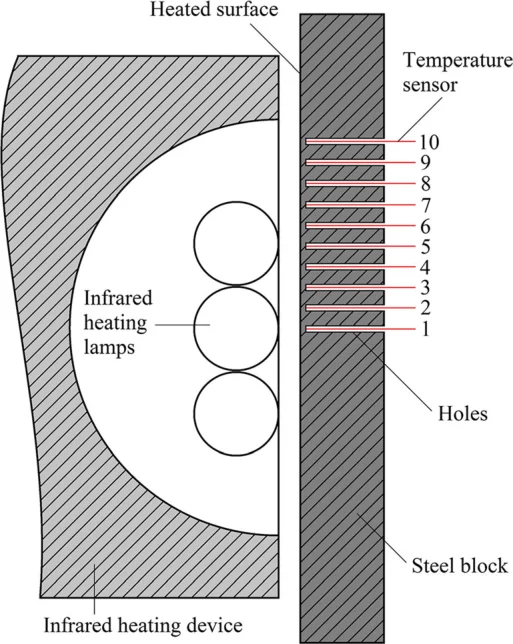 Heated surface
Temperature
sensor
10
9
8
7
6
5
4
3
2
1
Infrared
heating
lamps
Holes
Steel block
Infrared heating device